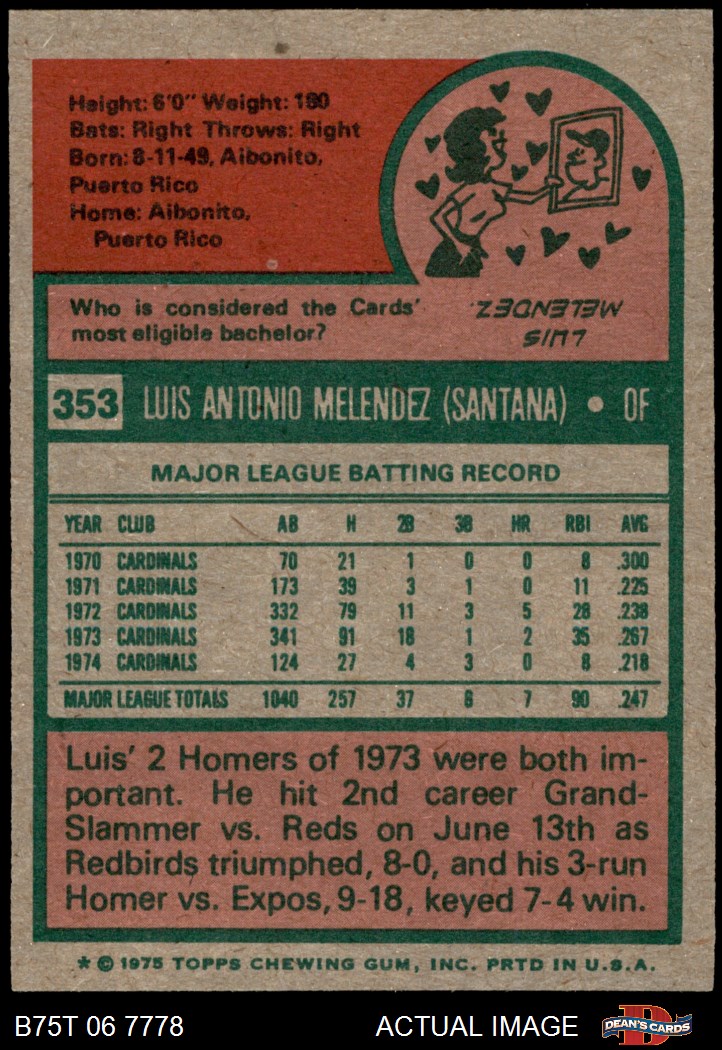 Height: 6'0" Weight: 180
Bats: Right Throws: Right
Born: 8-11-49, Aibonito,
Puerto Rico
Home: Aibonito,
Puerto Rico
Who is considered the Cards'
most eligible bachelor?
LUIS
MELENDEZ.
353 LUIS ANTONIO MELENDEZ (SANTANA) • OF
MAJOR LEAGUE BATTING RECORD
YEAR CLUB AB H 2B 3B HR RBI AVG
1970 CARDINALS 70 21 1 0 0 8 .300
1971 CARDINALS 173 39 3 1 0 11 .225
1972 CARDINALS 332 79 11 3 5 28 .238
1973 CARDINALS 341 91 18 1 2 35 .267
1974 CARDINALS 124 27 4 3 0 8 .218
MAJOR LEAGUE TOTALS 1040 257 37 8 7 90 .247
Luis' 2 Homers of 1973 were both im-
portant. He hit 2nd career Grand-
Slammer vs. Reds on June 13th as
Redbirds triumphed, 8-0, and his 3-run
Homer vs. Expos, 9-18, keyed 7-4 win.
* © 1975 TOPPS CHEWING GUM, INC. PRTD IN U.S.A.
B75T 06 7778 ACTUAL IMAGE DEAN'S CARDS